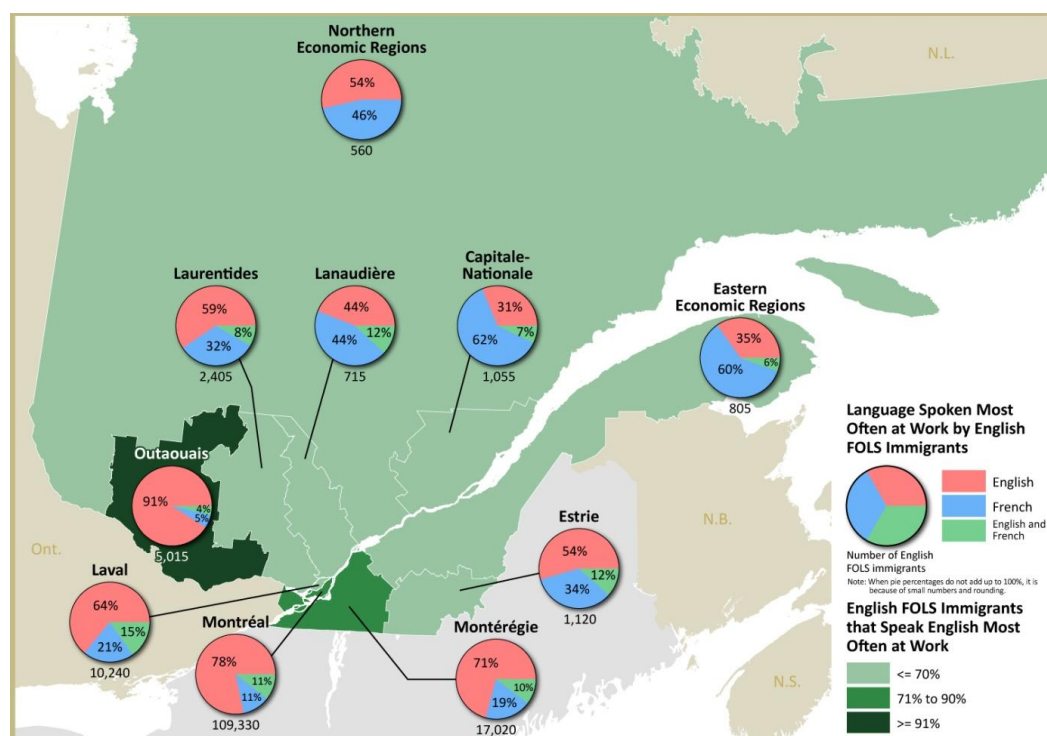 Northern
Economic Regions
54%
46%
560
N.L.
Laurentides
59%
8%
32%
2,405
Lanaudière
44%
12%
44%
715
Capitale-
Nationale
31%
7%
62%
1,055
Eastern
Economic Regions
35%
6%
60%
805
Outaouais
91%
4%
5%
5,015
Ont.
Laval
64%
15%
21%
10,240
Montréal
78%
11%
11%
109,330
Montérégie
71%
10%
19%
17,020
Estrie
54%
12%
34%
1,120
N.B.
N.S.
Language Spoken Most
Often at Work by English
FOLS Immigrants
English
French
English and
French
Number of English
FOLS immigrants
Note: When pie percentages do not add up to 100%, it is
because of small numbers and rounding.
English FOLS Immigrants
that Speak English Most
Often at Work
<= 70%
71% to 90%
>= 91%